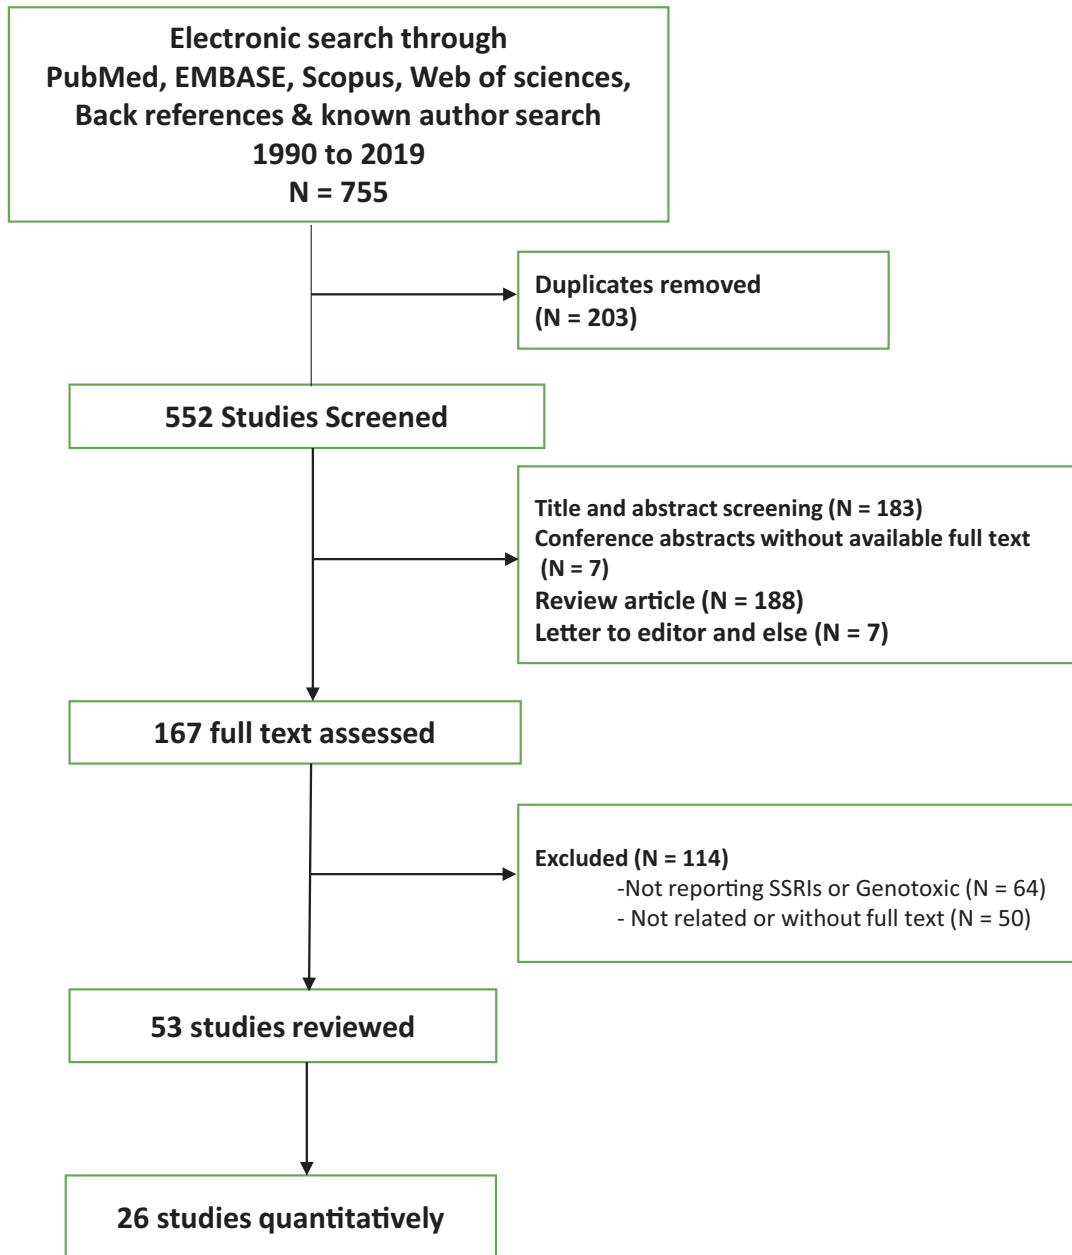 Electronic search through
PubMed, EMBASE, Scopus, Web of sciences,
Back references & known author search
1990 to 2019
N = 755
Duplicates removed
(N = 203)
552 Studies Screened
Title and abstract screening (N = 183)
Conference abstracts without available full text
(N = 7)
Review article (N = 188)
Letter to editor and else (N = 7)
167 full text assessed
Excluded (N = 114)
-Not reporting SSRIs or Genotoxic (N = 64)
- Not related or without full text (N = 50)
53 studies reviewed
26 studies quantitatively